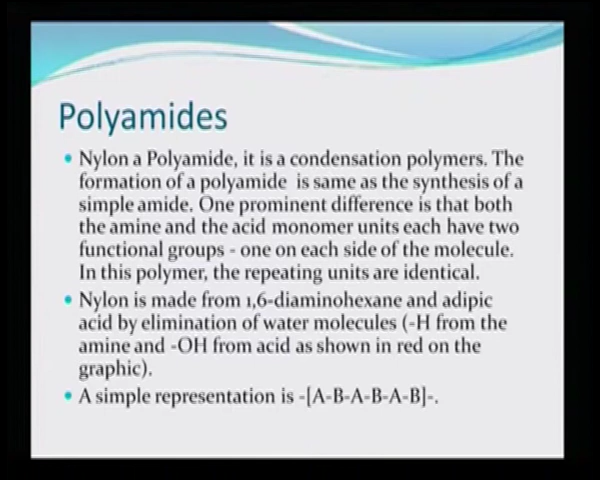 Polyamides
• Nylon a Polyamide, it is a condensation polymers. The
formation of a polyamide is same as the synthesis of a
simple amide. One prominent difference is that both
the amine and the acid monomer units each have two
functional groups - one on each side of the molecule.
In this polymer, the repeating units are identical.
• Nylon is made from 1,6-diaminohexane and adipic
acid by elimination of water molecules (-H from the
amine and -OH from acid as shown in red on the
graphic).
• A simple representation is -[A-B-A-B-A-B]-.